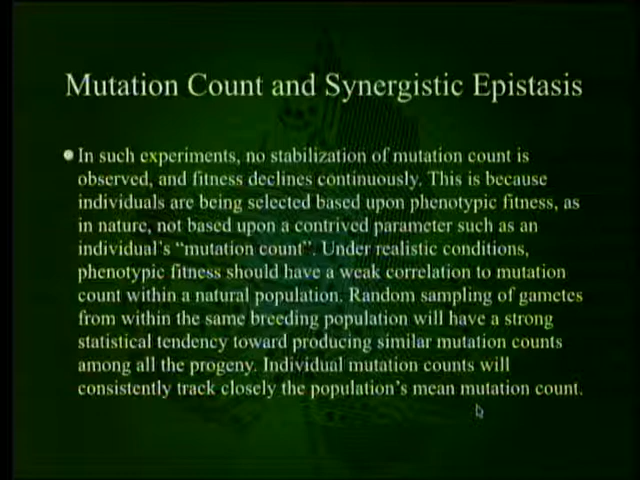 Mutation Count and Synergistic Epistasis
In such experiments, no stabilization of mutation count is
observed, and fitness declines continuously. This is because
individuals are being selected based upon phenotypic fitness, as
in nature, not based upon a contrived parameter such as an
individual's “mutation count”. Under realistic conditions,
phenotypic fitness should have a weak correlation to mutation
count within a natural population. Random sampling of gametes
from within the same breeding population will have a strong
statistical tendency toward producing similar mutation counts
among all the progeny. Individual mutation counts will
consistently track closely the population's mean mutation count.